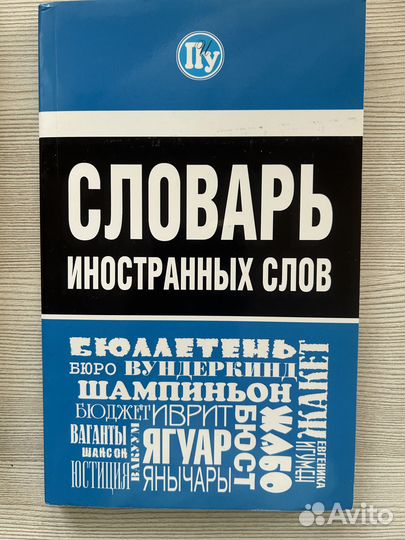 ПУ
СЛОВАРЬ
ИНОСТРАННЫХ СЛОВ
БЮЛЛЕТЕНЬ
БЮРО ВУНДЕРКИНД
ШАМПИНЬОН
БЮДЖЕТ ИВРИТ
ВАГАНТЫ
ШАНСОН
ЮСТИЦИЯ
ВАКУУМ
ЯГУАР
ЯНЫЧАРЫ
БЮСТ
ЖАБО
ЖАКЕТ
ИГУМЕН
ЕВГЕНИКА
Avito